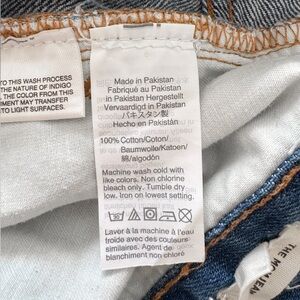 TO THIS WASH PROCESS
THE NATURE OF INDIGO
THE COLOR FROM THIS
MENT MAY TRANSFER
TO LIGHT SURFACES.
Made in Pakistan
Fabriqué au Pakistan
in Pakistan Hergestellt
Vervaardigd in Pakistan
パキスタン製
Hecho en Pakistán
100% Cotton/Coton/
Baumwolle/Katoen/
綿/algodón
Machine wash cold with
like colors. Non chlorine
bleach only. Tumble dry
low. Iron on lowest setting.
Laver à la machine à l'eau
froide avec des couleurs
similaires. Agent de
blanchiment non chloré
THE